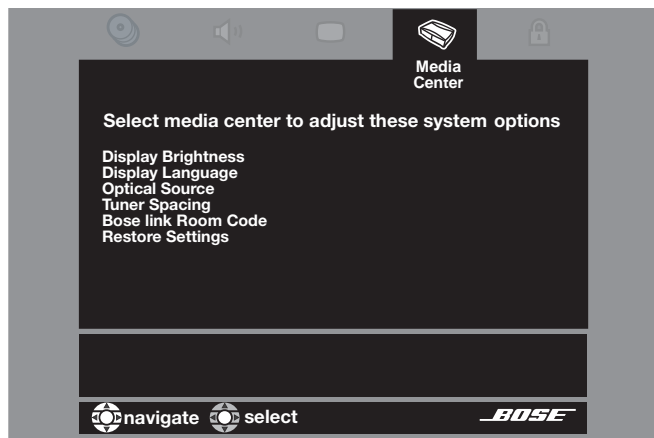 Media
Center
Select media center to adjust these system options
Display Brightness
Display Language
Optical Source
Tuner Spacing
Bose link Room Code
Restore Settings
navigate select BOSE